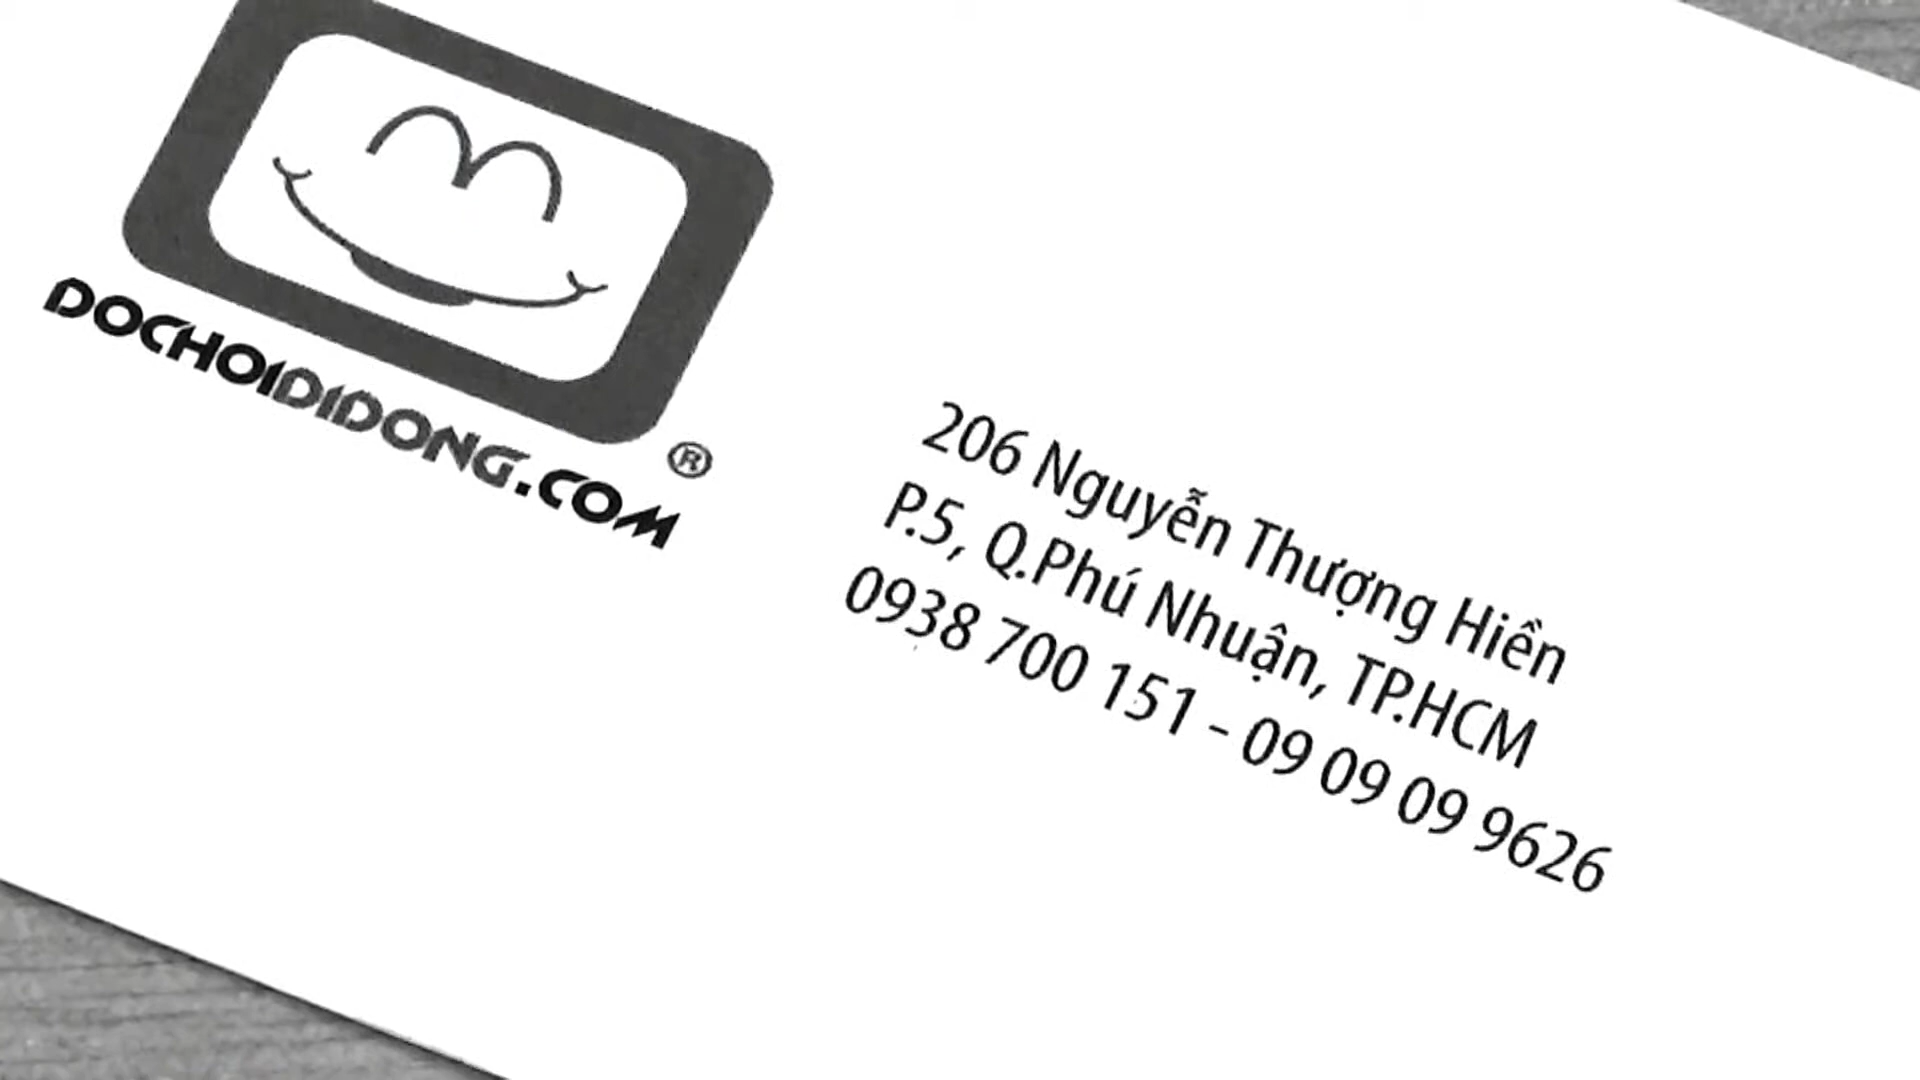 DOCHOIDIDONG.COM
®
206 Nguyễn Thượng Hiền
P.5, Q.Phú Nhuận, TP.HCM
0938 700 151 - 09 09 09 9626